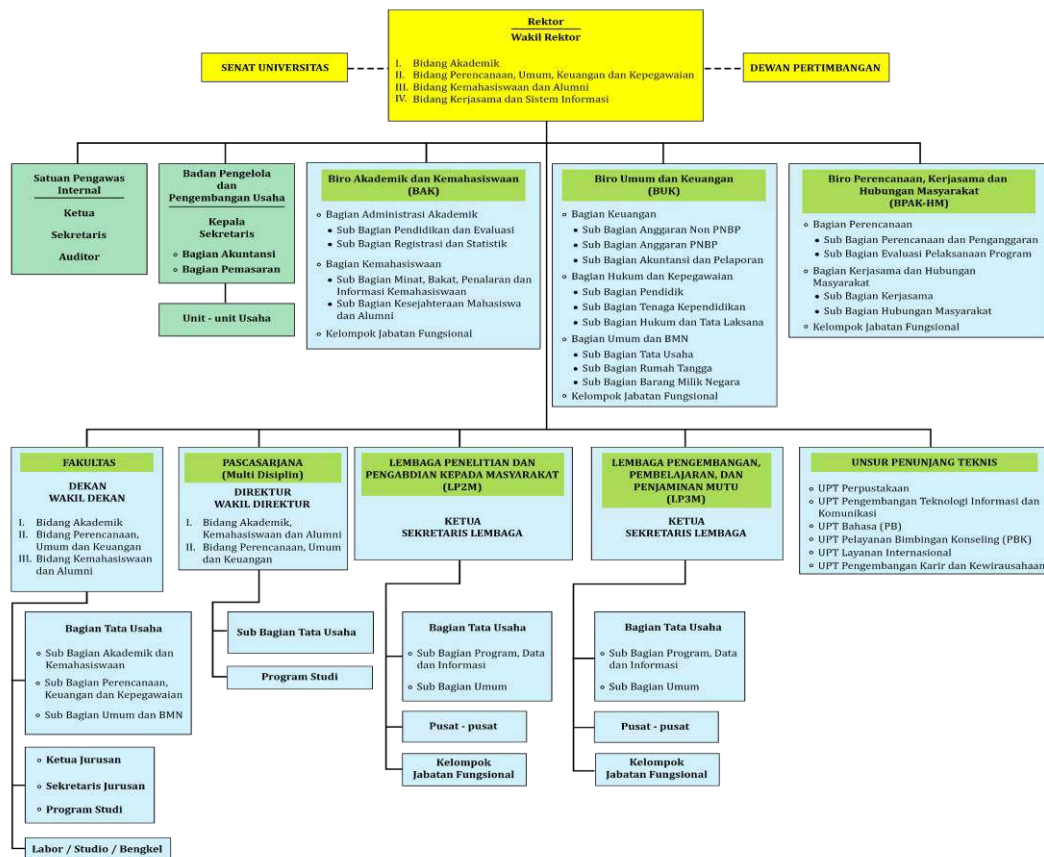 Rektor
Wakil Rektor
I. Bidang Akademik
II. Bidang Perencanaan, Umum, Keuangan dan Kepegawaian
III. Bidang Kemahasiswaan dan Alumni
IV. Bidang Kerjasama dan Sistem Informasi
SENAT UNIVERSITAS
DEWAN PERTIMBANGAN
Satuan Pengawas
Internal
Ketua
Sekretaris
Auditor
Badan Pengelola
dan
Pengembangan Usaha
Kepala
Sekretaris
Bagian Akuntansi
Bagian Pemasaran
Unit - unit Usaha
Biro Akademik dan Kemahasiswaan
(BAK)
Bagian Administrasi Akademik
Sub Bagian Pendidikan dan Evaluasi
Sub Bagian Registrasi dan Statistik
Bagian Kemahasiswaan
Sub Bagian Minat, Bakat, Penalaran dan
Informasi Kemahasiswaan
Sub Bagian Kesejahteraan Mahasiswa
dan Alumni
Kelompok Jabatan Fungsional
Biro Umum dan Keuangan
(BUK)
Bagian Keuangan
Sub Bagian Anggaran Non PNBP
Sub Bagian Anggaran PNBP
Sub Bagian Akuntansi dan Pelaporan
Bagian Hukum dan Kepegawaian
Sub Bagian Pendidik
Sub Bagian Tenaga Kependidikan
Sub Bagian Hukum dan Tata Laksana
Bagian Umum dan BMN
Sub Bagian Tata Usaha
Sub Bagian Rumah Tangga
Sub Bagian Barang Milik Negara
Kelompok Jabatan Fungsional
Biro Perencanaan, Kerjasama dan
Hubungan Masyarakat
(BPAK-HM)
Bagian Perencanaan
Sub Bagian Perencanaan dan Penganggaran
Sub Bagian Evaluasi Pelaksanaan Program
Bagian Kerjasama dan Hubungan
Masyarakat
Sub Bagian Kerjasama
Sub Bagian Hubungan Masyarakat
Kelompok Jabatan Fungsional
FAKULTAS
DEKAN
WAKIL DEKAN
I. Bidang Akademik
II. Bidang Perencanaan,
Umum dan Keuangan
III. Bidang Kemahasiswaan
dan Alumni
Bagian Tata Usaha
Sub Bagian Akademik dan
Kemahasiswaan
Sub Bagian Perencanaan,
Keuangan dan Kepegawaian
Sub Bagian Umum dan BMN
Ketua Jurusan
Sekretaris Jurusan
Program Studi
Labor / Studio / Bengkel
PASCASARJANA
(Multi Disiplin)
DIREKTUR
WAKIL DIREKTUR
I. Bidang Akademik,
Kemahasiswaan dan Alumni
II. Bidang Perencanaan, Umum
dan Keuangan
Sub Bagian Tata Usaha
Program Studi
LEMBAGA PENELITIAN DAN
PENGABDIAN KEPADA MASYARAKAT
(LP2M)
KETUA
SEKRETARIS LEMBAGA
Bagian Tata Usaha
Sub Bagian Program, Data
dan Informasi
Sub Bagian Umum
Pusat - pusat
Kelompok
Jabatan Fungsional
LEMBAGA PENGEMBANGAN,
PEMBELAJARAN, DAN
PENJAMINAN MUTU
(LP3M)
KETUA
SEKRETARIS LEMBAGA
Bagian Tata Usaha
Sub Bagian Program, Data
dan Informasi
Sub Bagian Umum
Pusat - pusat
Kelompok
Jabatan Fungsional
UNSUR PENUNJANG TEKNIS
UPT Perpustakaan
UPT Pengembangan Teknologi Informasi dan
Komunikasi
UPT Bahasa (PB)
UPT Pelayanan Bimbingan Konseling (PBK)
UPT Layanan Internasional
UPT Pengembangan Karir dan Kewirausahaan